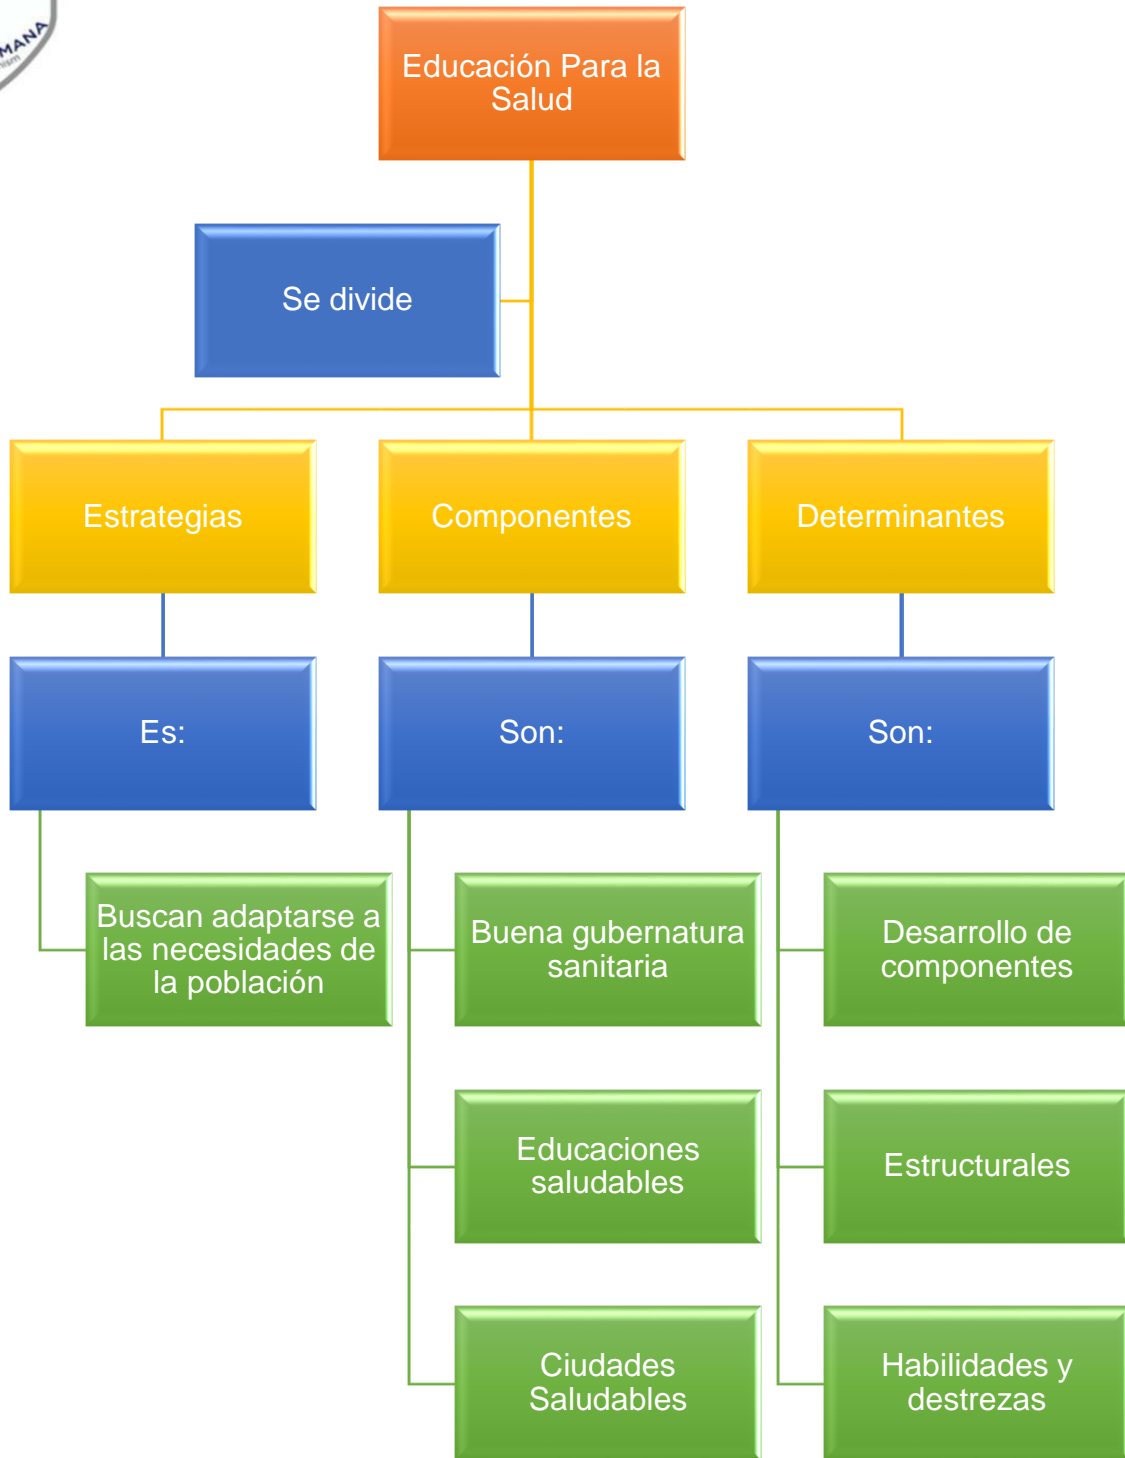 MANA
Educación Para la
Salud
Se divide
Estrategias
Componentes
Determinantes
Es:
Son:
Son:
Buscan adaptarse a
las necesidades de
la población
Buena gubernatura
sanitaria
Desarrollo de
componentes
Educaciones
saludables
Estructurales
Ciudades
Saludables
Habilidades y
destrezas